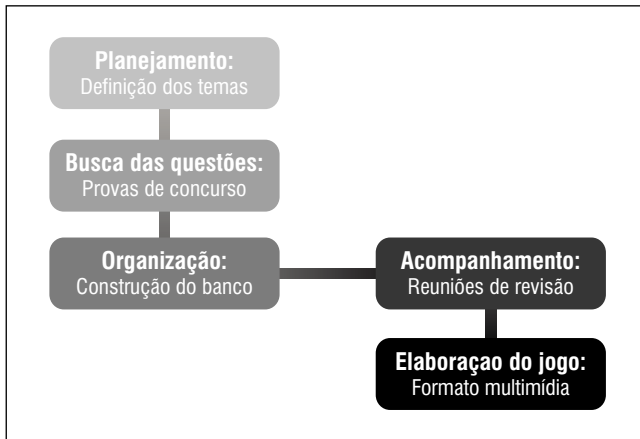 Planejamento:
Definição dos temas
Busca das questões:
Provas de concurso
Organização:
Construção do banco
Acompanhamento:
Reuniões de revisão
Elaboraçao do jogo:
Formato multimídia